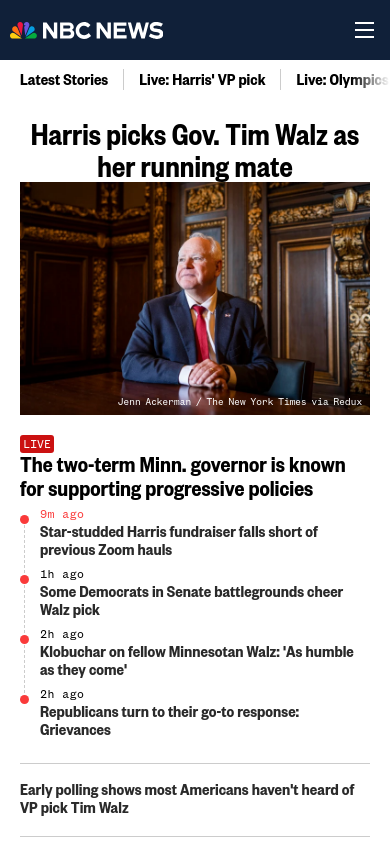 NBC NEWS
Latest Stories
Live: Harris' VP pick
Live: Olympics
Harris picks Gov. Tim Walz as
her running mate
Jenn Ackerman / The New York Times via Redux
LIVE
The two-term Minn. governor is known
for supporting progressive policies
9m ago
Star-studded Harris fundraiser falls short of
previous Zoom hauls
1h ago
Some Democrats in Senate battlegrounds cheer
Walz pick
2h ago
Klobuchar on fellow Minnesotan Walz: 'As humble
as they come'
2h ago
Republicans turn to their go-to response:
Grievances
Early polling shows most Americans haven't heard of
VP pick Tim Walz